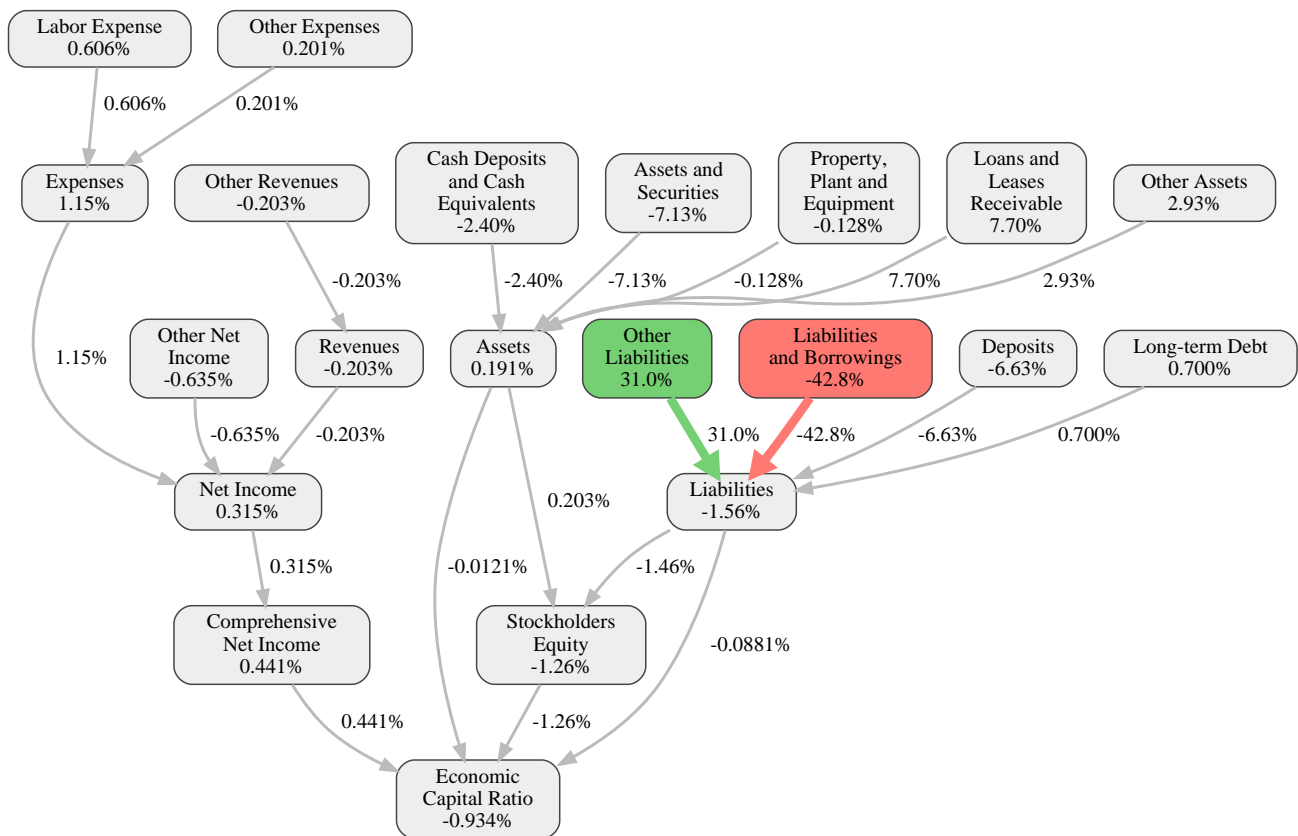 Labor Expense
0.606%
Other Expenses
0.201%
0.606%
0.201%
Expenses
1.15%
Other Revenues
-0.203%
Cash Deposits
and Cash
Equivalents
-2.40%
Assets and
Securities
-7.13%
Property,
Plant and
Equipment
-0.128%
Loans and
Leases
Receivable
7.70%
Other Assets
2.93%
-0.203%
-2.40%
-7.13%
-0.128%
7.70%
2.93%
1.15%
Other Net
Income
-0.635%
Revenues
-0.203%
Assets
0.191%
Other
Liabilities
31.0%
Liabilities
and Borrowings
-42.8%
Deposits
-6.63%
Long-term Debt
0.700%
-0.635%
-0.203%
31.0%
-42.8%
-6.63%
0.700%
Net Income
0.315%
0.203%
Liabilities
-1.56%
0.315%
-0.0121%
-1.46%
Comprehensive
Net Income
0.441%
Stockholders
Equity
-1.26%
-0.0881%
0.441%
-1.26%
Economic
Capital Ratio
-0.934%